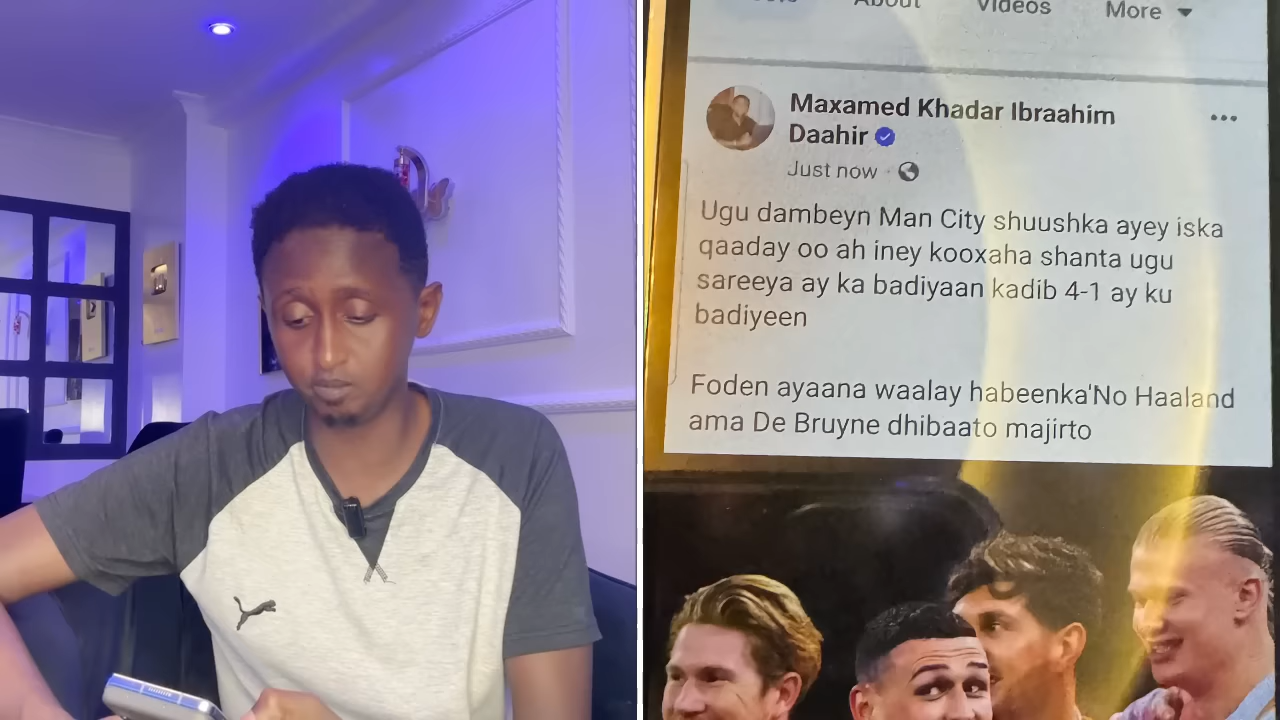 About Videos More
Maxamed Khadar Ibraahim
Daahir
Just now
Ugu dambeyn Man City shuushka ayey iska
qaaday oo ah iney kooxaha shanta ugu
sareeya ay ka badiyaan kadib 4-1 ay ku
badiyeen
Foden ayaana waalay habeenka'No Haaland
ama De Bruyne dhibaato majirto